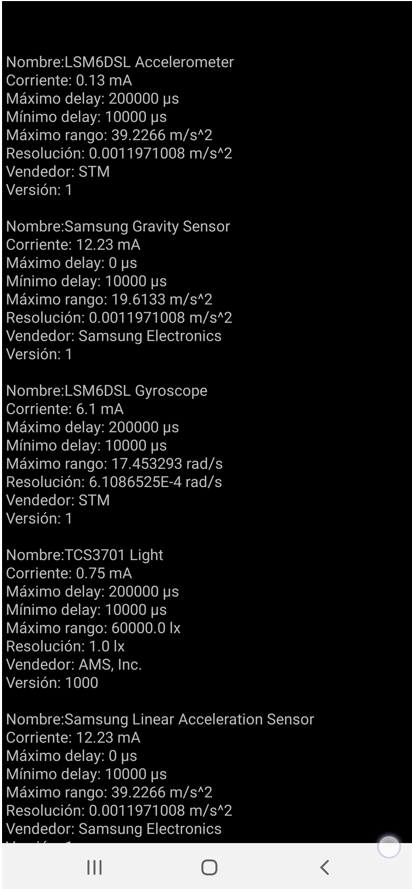 Nombre:LSM6DSL Accelerometer
Corriente: 0.13 mA
Máximo delay: 200000 µs
Mínimo delay: 10000 µs
Máximo rango: 39.2266 m/s^2
Resolución: 0.0011971008 m/s^2
Vendedor: STM
Versión: 1
Nombre:Samsung Gravity Sensor
Corriente: 12.23 mA
Máximo delay: 0 µs
Mínimo delay: 10000 µs
Máximo rango: 19.6133 m/s^2
Resolución: 0.0011971008 m/s^2
Vendedor: Samsung Electronics
Versión: 1
Nombre:LSM6DSL Gyroscope
Corriente: 6.1 mA
Máximo delay: 200000 µs
Mínimo delay: 10000 µs
Máximo rango: 17.453293 rad/s
Resolución: 6.1086525E-4 rad/s
Vendedor: STM
Versión: 1
Nombre:TCS3701 Light
Corriente: 0.75 mA
Máximo delay: 200000 µs
Mínimo delay: 10000 µs
Máximo rango: 60000.0 lx
Resolución: 1.0 lx
Vendedor: AMS, Inc.
Versión: 1000
Nombre:Samsung Linear Acceleration Sensor
Corriente: 12.23 mA
Máximo delay: 0 µs
Mínimo delay: 10000 µs
Máximo rango: 39.2266 m/s^2
Resolución: 0.0011971008 m/s^2
Vendedor: Samsung Electronics